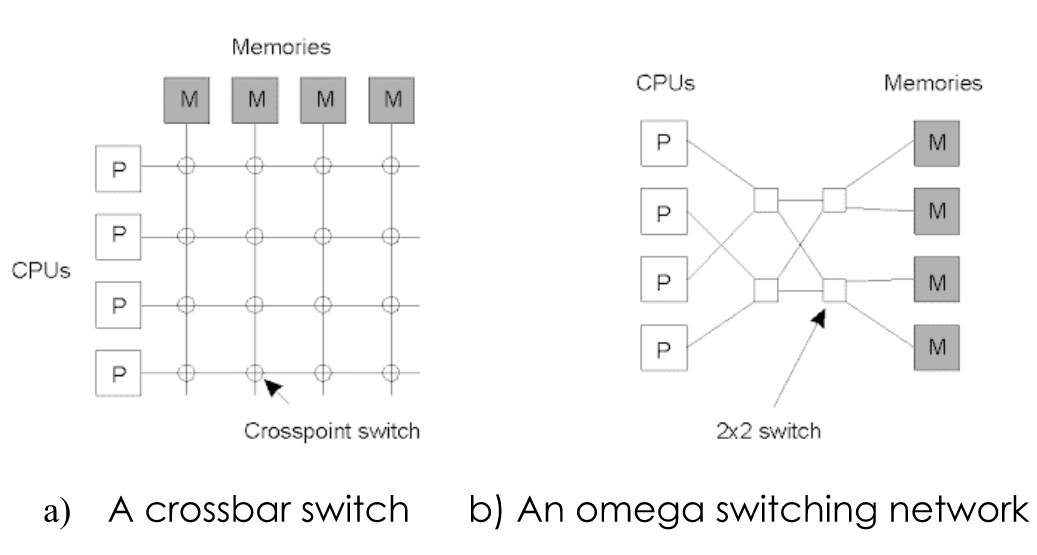 Memories
M M M M
P
P
CPUs
P
P
Crosspoint switch
CPUs Memories
P M
P M
P M
P M
2x2 switch
a) A crossbar switch
b) An omega switching network